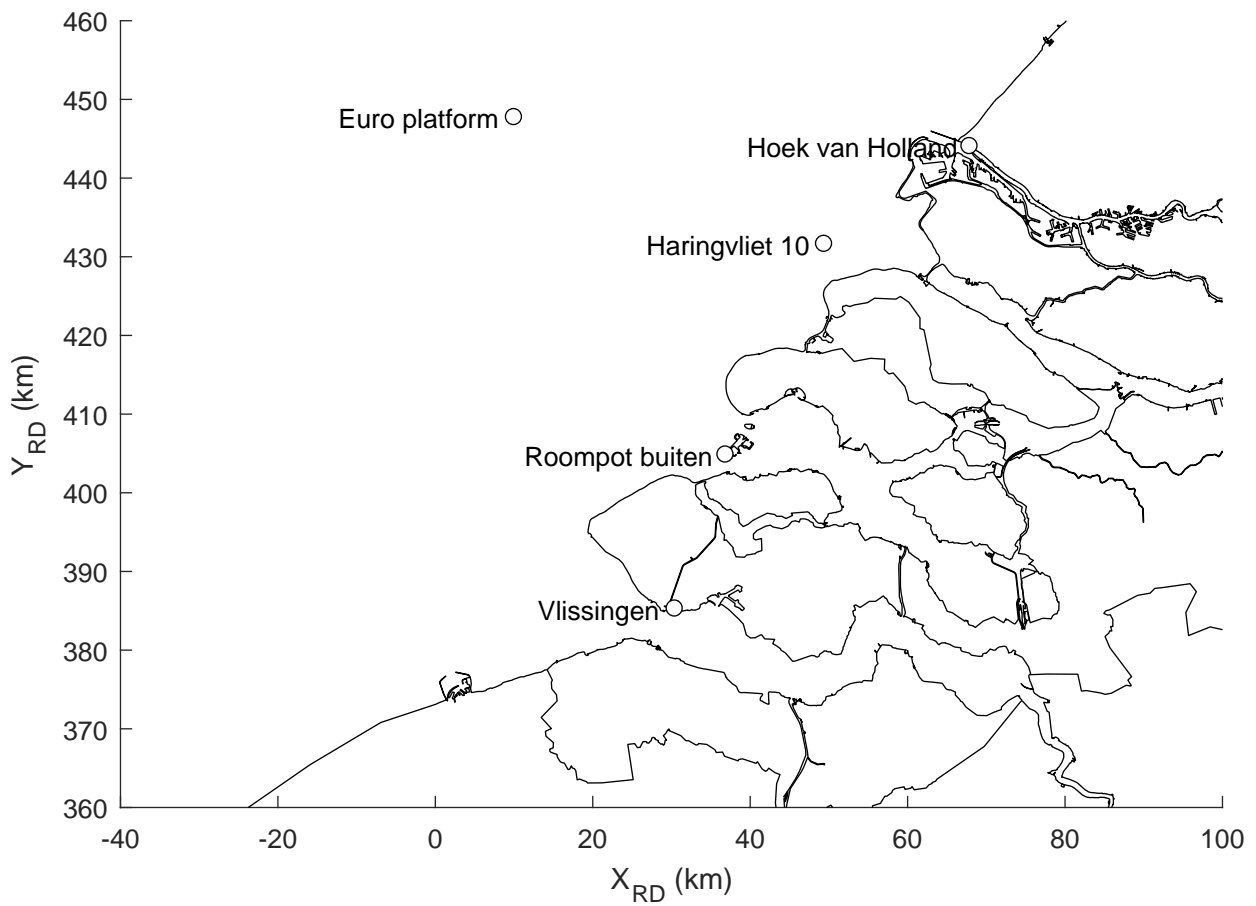 460
450
440
430
420
410
400
390
380
370
360
Y_RD (km)
Euro platform
Hoek van Holland
Haringvliet 10
Roompot buiten
Vlissingen
-40
-20
0
20
40
60
80
100
X_RD (km)